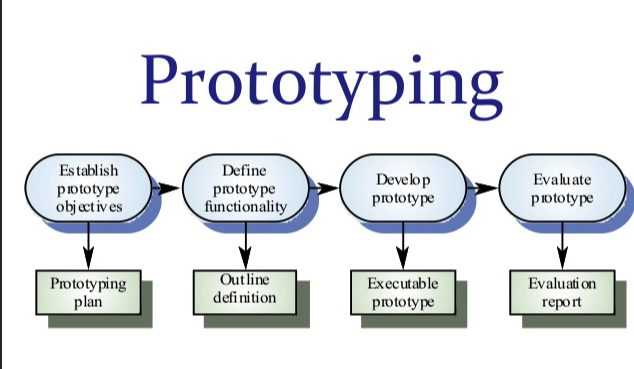 Prototyping
Establish
prototype
objectives
Define
prototype
functionality
Develop
prototype
Evaluate
prototype
Prototyping
plan
Outline
definition
Executable
prototype
Evaluation
report